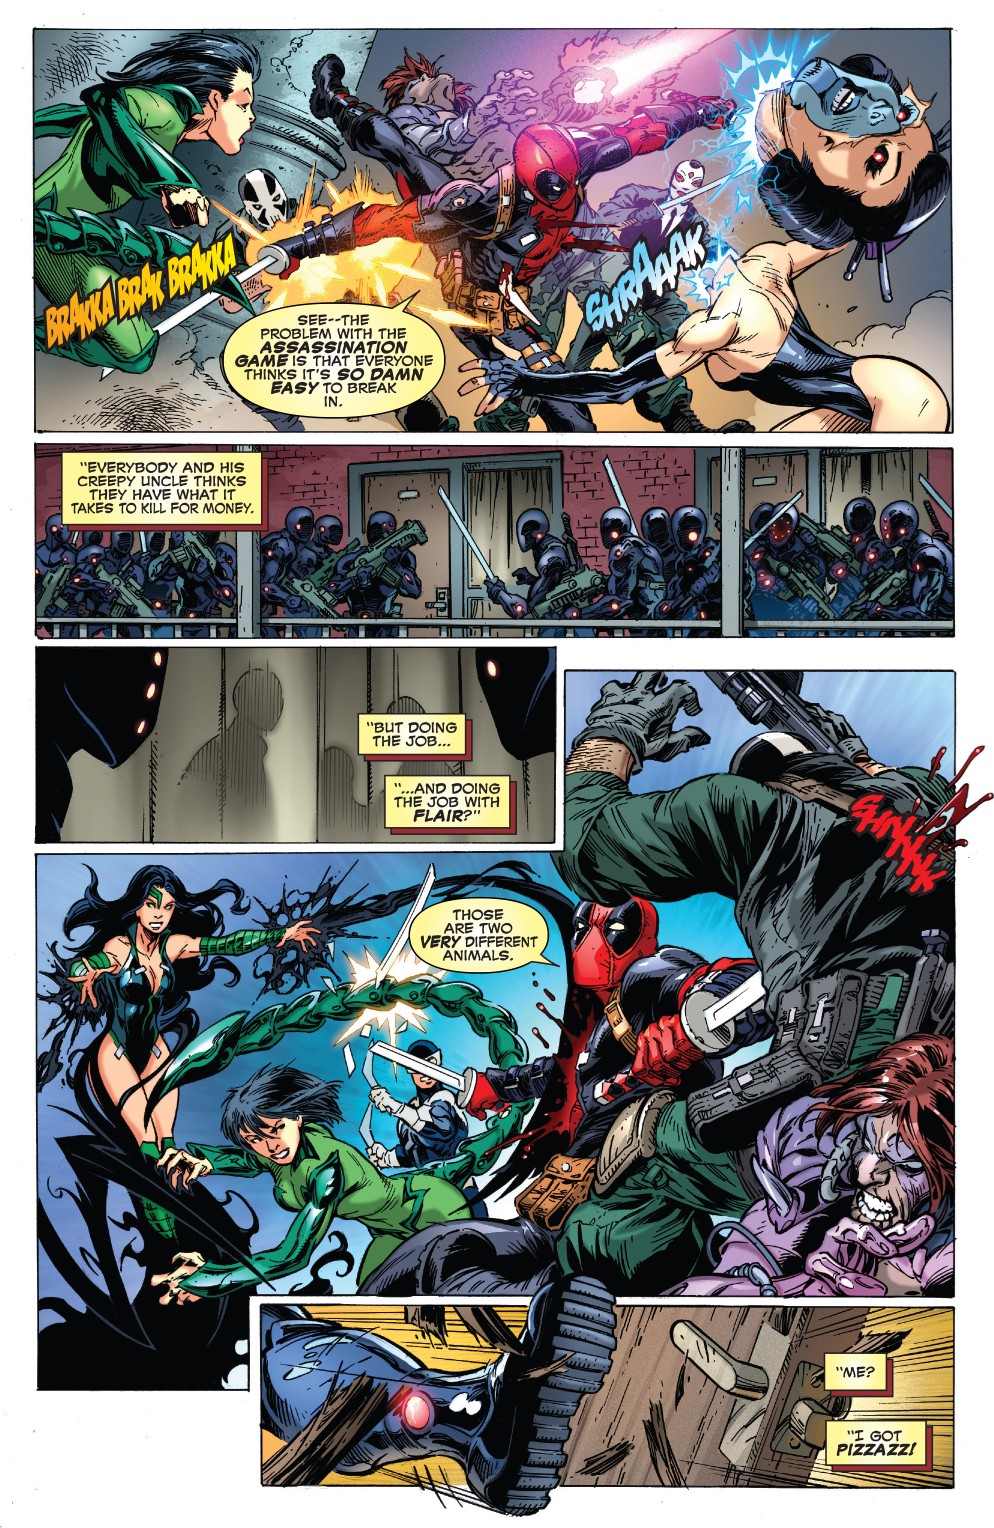 BRAKKA BRAK BRAKKA
SHRAAAAK
SEE--THE
PROBLEM WITH THE
ASSASSINATION
GAME IS THAT EVERYONE
THINKS IT'S SO DAMN
EASY TO BREAK
IN.
"EVERYBODY AND HIS
CREEPY UNCLE THINKS
THEY HAVE WHAT IT
TAKES TO KILL FOR MONEY.
"BUT DOING
THE JOB...
"...AND DOING
THE JOB WITH
FLAIR?"
SHNKK
THOSE
ARE TWO
VERY DIFFERENT
ANIMALS.
"ME?
"I GOT
PIZZAZZ!